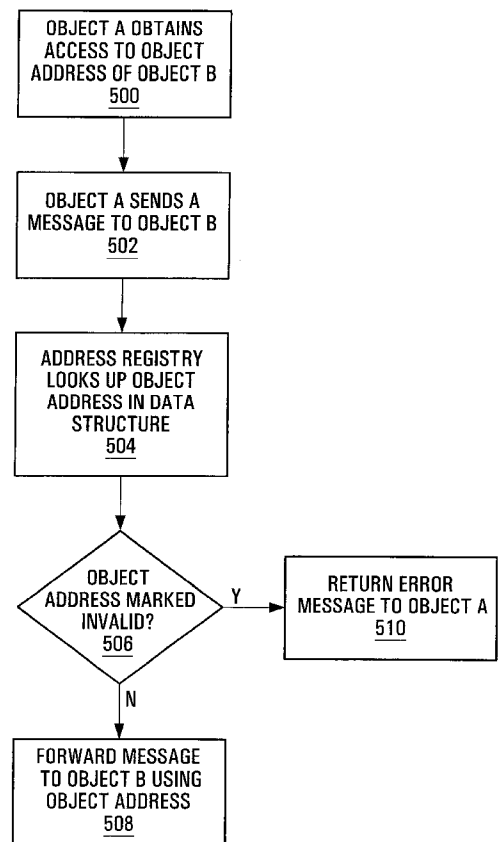 OBJECT A OBTAINS
ACCESS TO OBJECT
ADDRESS OF OBJECT B
500
OBJECT A SENDS A
MESSAGE TO OBJECT B
502
ADDRESS REGISTRY
LOOKS UP OBJECT
ADDRESS IN DATA
STRUCTURE
504
OBJECT
ADDRESS MARKED
INVALID?
506
Y
RETURN ERROR
MESSAGE TO OBJECT A
510
N
FORWARD MESSAGE
TO OBJECT B USING
OBJECT ADDRESS
508